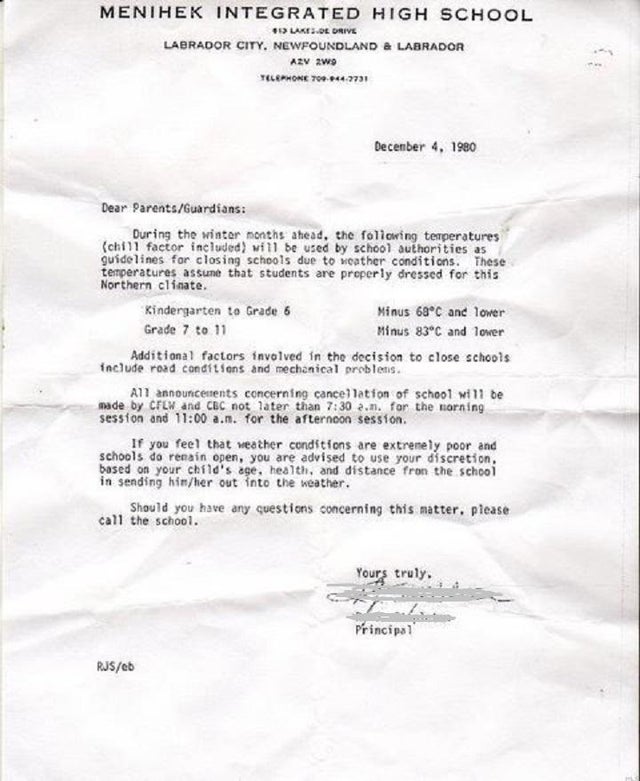 MENIHEK INTEGRATED HIGH SCHOOL
613 LAKESIDE DRIVE
LABRADOR CITY, NEWFOUNDLAND & LABRADOR
A2V 2W9
TELEPHONE 709-944-7731
December 4, 1980
Dear Parents/Guardians:
During the winter months ahead, the following temperatures
(chill factor included) will be used by school authorities as
guidelines for closing schools due to weather conditions. These
temperatures assume that students are properly dressed for this
Northern climate.
Kindergarten to Grade 6 Minus 68°C and lower
Grade 7 to 11 Minus 83°C and lower
Additional factors involved in the decision to close schools
include road conditions and mechanical problems.
All announcements concerning cancellation of school will be
made by CFLW and CBC not later than 7:30 a.m. for the morning
session and 11:00 a.m. for the afternoon session.
If you feel that weather conditions are extremely poor and
schools do remain open, you are advised to use your discretion,
based on your child's age, health, and distance from the school
in sending him/her out into the weather.
Should you have any questions concerning this matter, please
call the school.
Yours truly,
Principal
RJS/eb